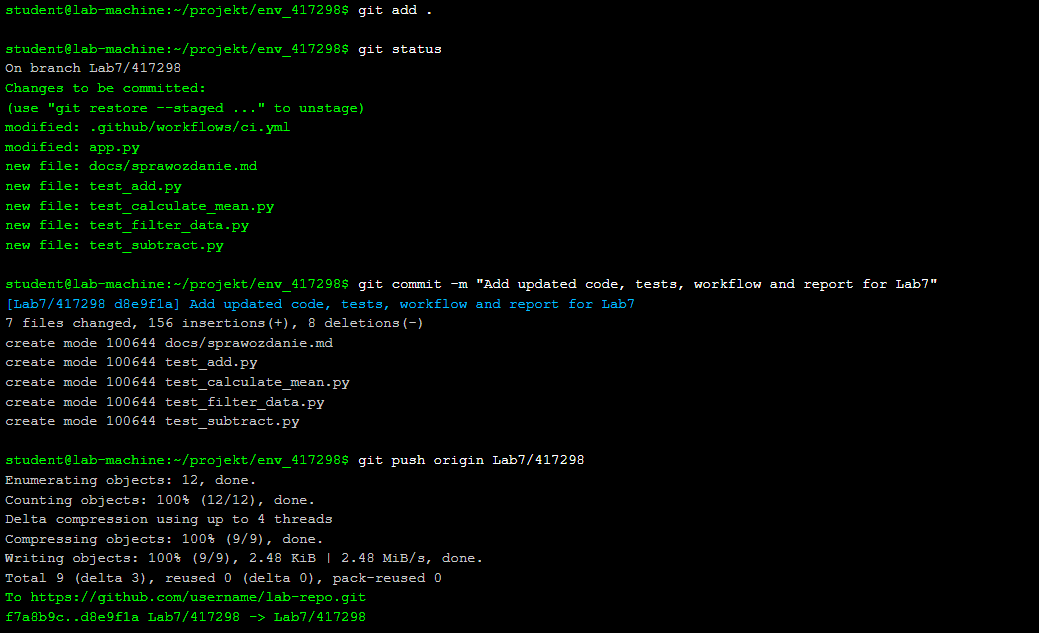 student@lab-machine:~/projekt/env_417298$ git add .
student@lab-machine:~/projekt/env_417298$ git status
On branch Lab7/417298
Changes to be committed:
(use "git restore --staged ..." to unstage)
modified: .github/workflows/ci.yml
modified: app.py
new file: docs/sprawozdanie.md
new file: test_add.py
new file: test_calculate_mean.py
new file: test_filter_data.py
new file: test_subtract.py
student@lab-machine:~/projekt/env_417298$ git commit -m "Add updated code, tests, workflow and report for Lab7"
[Lab7/417298 d8e9f1a] Add updated code, tests, workflow and report for Lab7
7 files changed, 156 insertions(+), 8 deletions(-)
create mode 100644 docs/sprawozdanie.md
create mode 100644 test_add.py
create mode 100644 test_calculate_mean.py
create mode 100644 test_filter_data.py
create mode 100644 test_subtract.py
student@lab-machine:~/projekt/env_417298$ git push origin Lab7/417298
Enumerating objects: 12, done.
Counting objects: 100% (12/12), done.
Delta compression using up to 4 threads
Compressing objects: 100% (9/9), done.
Writing objects: 100% (9/9), 2.48 KiB | 2.48 MiB/s, done.
Total 9 (delta 3), reused 0 (delta 0), pack-reused 0
To https://github.com/username/lab-repo.git
f7a8b9c..d8e9f1a Lab7/417298 -> Lab7/417298